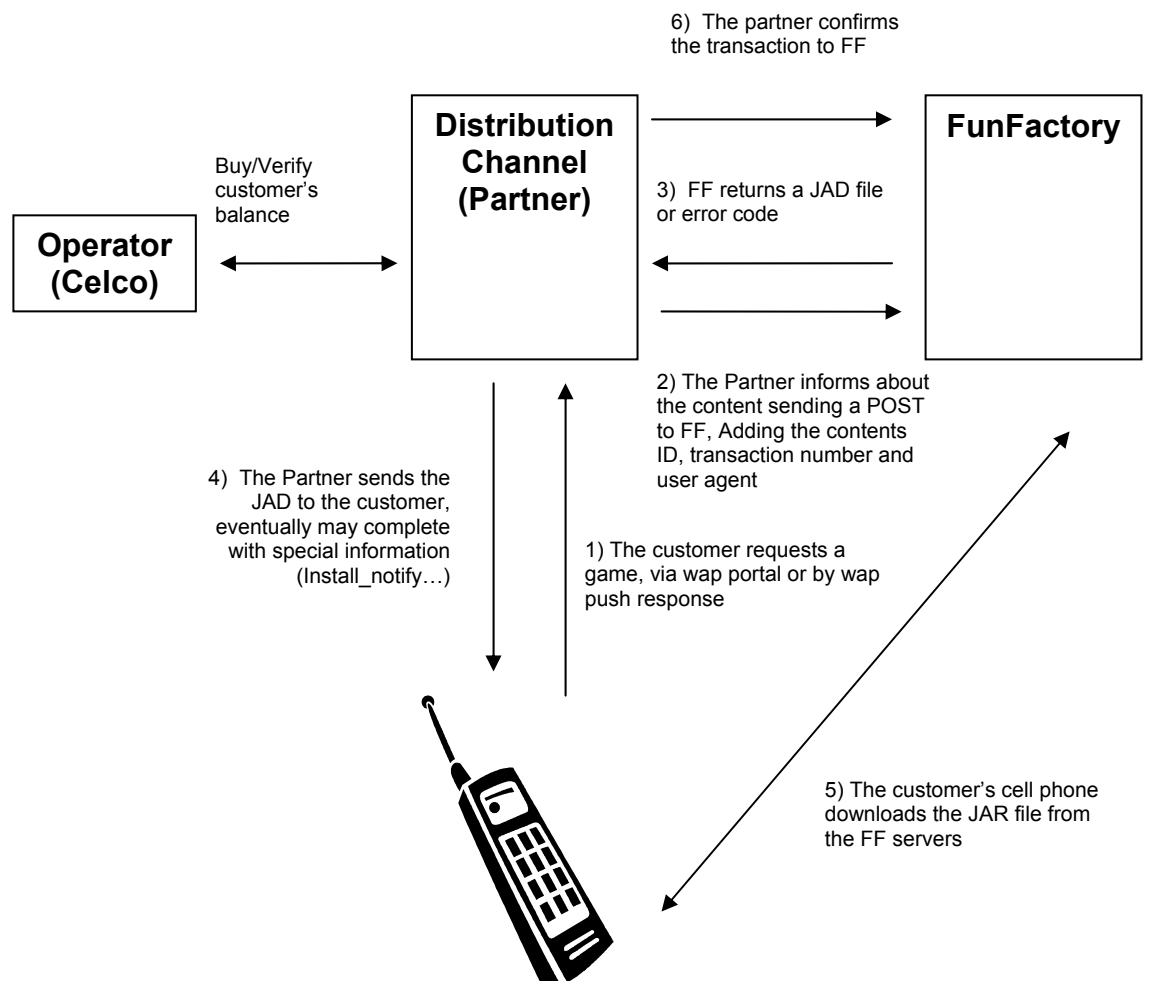 6)  The partner confirms
the transaction to FF
Distribution
Channel
(Partner)
FunFactory
Buy/Verify
customer’s
balance
3)  FF returns a JAD file
or error code
Operator
(Celco)
2) The Partner informs about
the content sending a POST
to FF, Adding the contents
ID, transaction number and
user agent
4)  The Partner sends the
JAD to the customer,
eventually may complete
with special information
(Install_notify…)
1) The customer requests a
game, via wap portal or by wap
push response
5) The customer’s cell phone
downloads the JAR file from
the FF servers